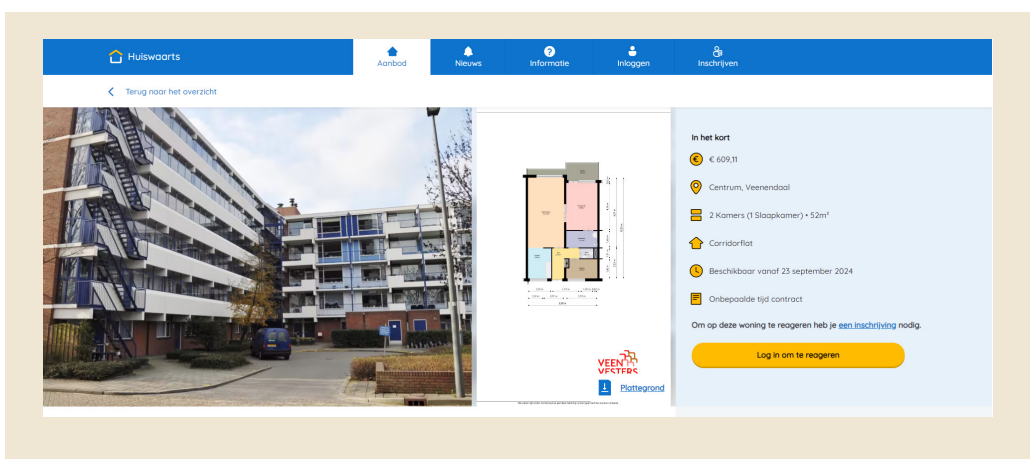 Huiswaarts
Aanbod
Nieuws
Informatie
Inloggen
Inschrijven
Terug naar het overzicht
In het kort
€ 609,11
Centrum, Veenendaal
2 Kamers (1 Slaapkamer) • 52m²
Corridorflat
Beschikbaar vanaf 23 september 2024
Onbepaalde tijd contract
Om op deze woning te reageren heb je een inschrijving nodig.
Log in om te reageren
VEEN
VESTERS
Plattegrond